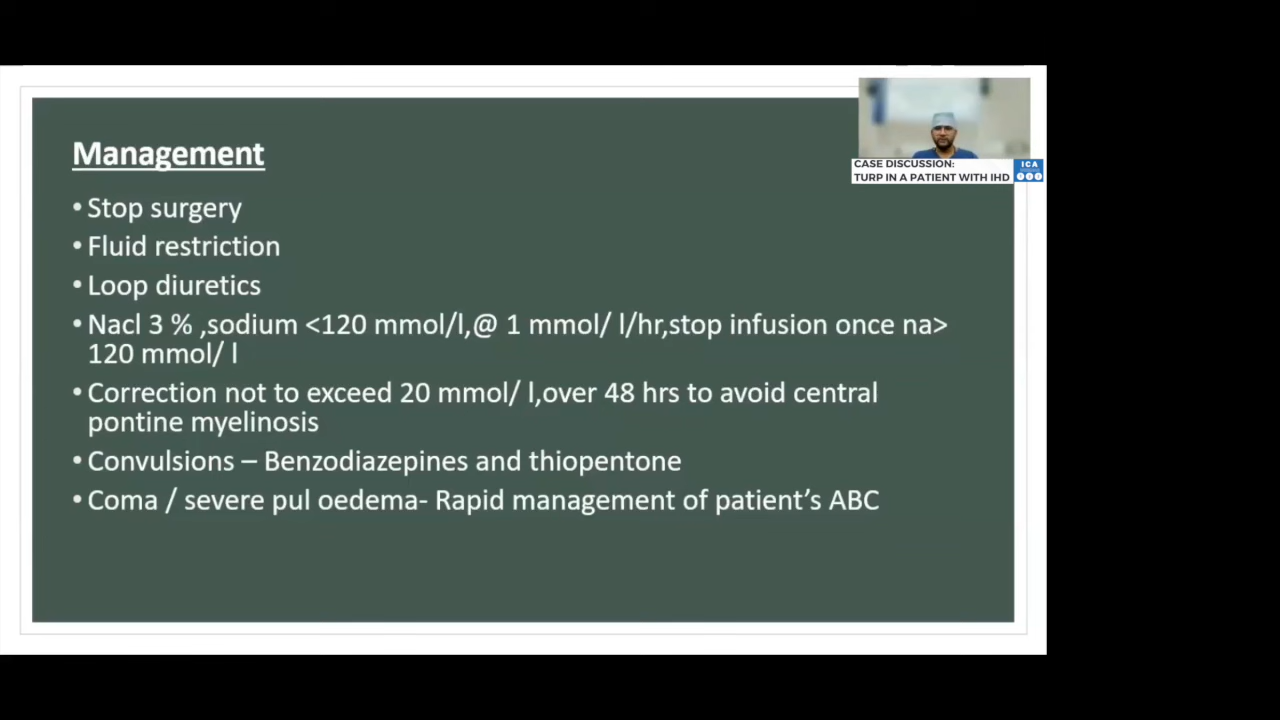 Management
• Stop surgery
• Fluid restriction
• Loop diuretics
• Nacl 3 % ,sodium <120 mmol/l,@ 1 mmol/ l/hr,stop infusion once na>
120 mmol/ l
• Correction not to exceed 20 mmol/ l,over 48 hrs to avoid central
pontine myelinosis
• Convulsions – Benzodiazepines and thiopentone
• Coma / severe pul oedema- Rapid management of patient’s ABC
CASE DISCUSSION:
TURP IN A PATIENT WITH IHD
ICA